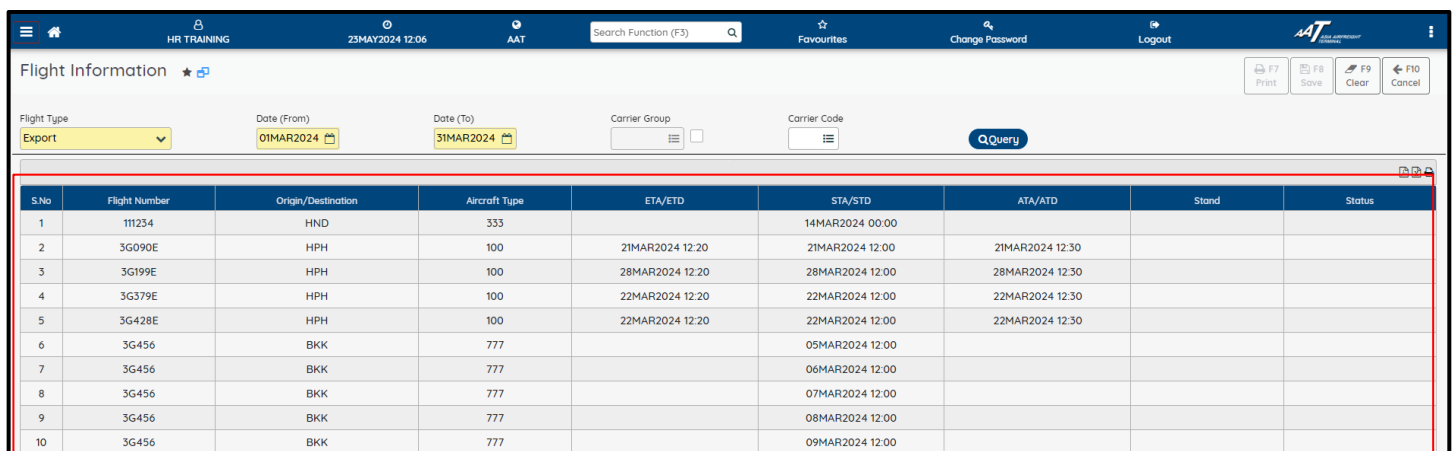 HR TRAINING 23MAY2024 12:06 AAT Search Function (F3) Favourites Change Password Logout AAT ASIA AIRFREIGHT TERMINAL
Flight Information F7 Print F8 Save F9 Clear F10 Cancel
Flight Type Date (From) Date (To) Carrier Group Carrier Code
Export 01MAR2024 31MAR2024 Query
S.No Flight Number Origin/Destination Aircraft Type ETA/ETD STA/STD ATA/ATD Stand Status
1 111234 HND 333 14MAR2024 00:00
2 3G090E HPH 100 21MAR2024 12:20 21MAR2024 12:00 21MAR2024 12:30
3 3G199E HPH 100 28MAR2024 12:20 28MAR2024 12:00 28MAR2024 12:30
4 3G379E HPH 100 22MAR2024 12:20 22MAR2024 12:00 22MAR2024 12:30
5 3G428E HPH 100 22MAR2024 12:20 22MAR2024 12:00 22MAR2024 12:30
6 3G456 BKK 777 05MAR2024 12:00
7 3G456 BKK 777 06MAR2024 12:00
8 3G456 BKK 777 07MAR2024 12:00
9 3G456 BKK 777 08MAR2024 12:00
10 3G456 BKK 777 09MAR2024 12:00